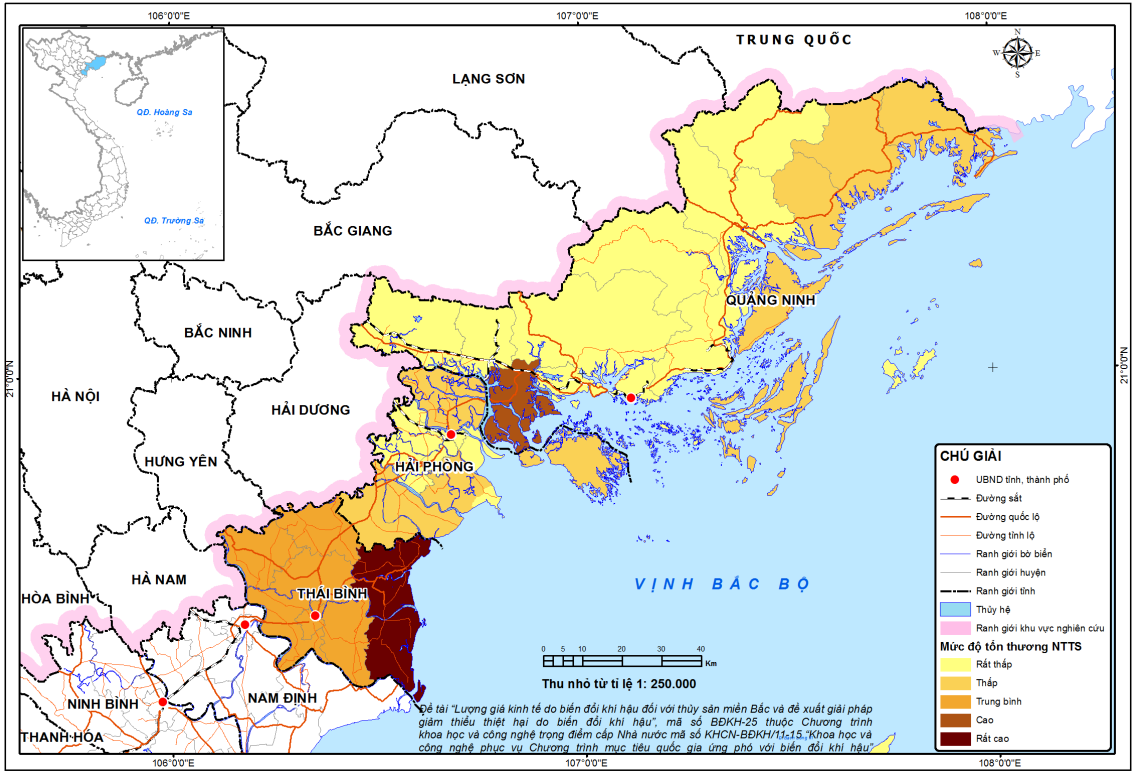 106°0'0"E
107°0'0"E
108°0'0"E
TRUNG QUỐC
N
W
E
S
LẠNG SƠN
QĐ. Hoàng Sa
QĐ. Trường Sa
BẮC GIANG
QUẢNG NINH
BẮC NINH
21°0'0"N
21°0'0"N
HÀ NỘI
HẢI DƯƠNG
HƯNG YÊN
HẢI PHÒNG
HÀ NAM
HÒA BÌNH
THÁI BÌNH
VỊNH BẮC BỘ
NINH BÌNH
NAM ĐỊNH
THANH HÓA
CHÚ GIẢI
UBND tỉnh, thành phố
Đường sắt
Đường quốc lộ
Đường tỉnh lộ
Ranh giới bờ biển
Ranh giới huyện
Ranh giới tỉnh
Thủy hệ
Ranh giới khu vực nghiên cứu
Mức độ tổn thương NTTS
Rất thấp
Thấp
Trung bình
Cao
Rất cao
0 5 10 20 30 40
Km
Thu nhỏ từ tỉ lệ 1: 250.000
Đề tài "Lượng giá kinh tế do biến đổi khí hậu đối với thủy sản miền Bắc và đề xuất giải pháp
giảm thiểu thiệt hại do biến đổi khí hậu", mã số BĐKH-25 thuộc Chương trình
khoa học và công nghệ trọng điểm cấp Nhà nước mã số KHCN-BĐKH/11-15 "Khoa học và
công nghệ phục vụ Chương trình mục tiêu quốc gia ứng phó với biến đổi khí hậu"
106°0'0"E
107°0'0"E
108°0'0"E